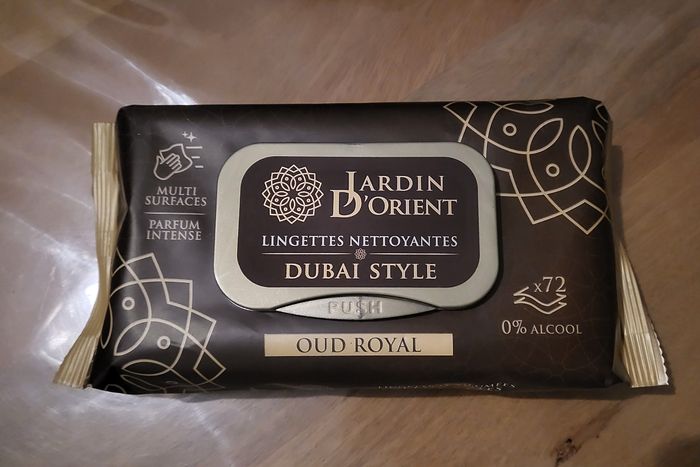 MULTI
SURFACES
PARFUM
INTENSE
JARDIN
D'ORIENT
LINGETTES NETTOYANTES
DUBAI STYLE
PUSH
OUD ROYAL
x72
0% ALCOOL